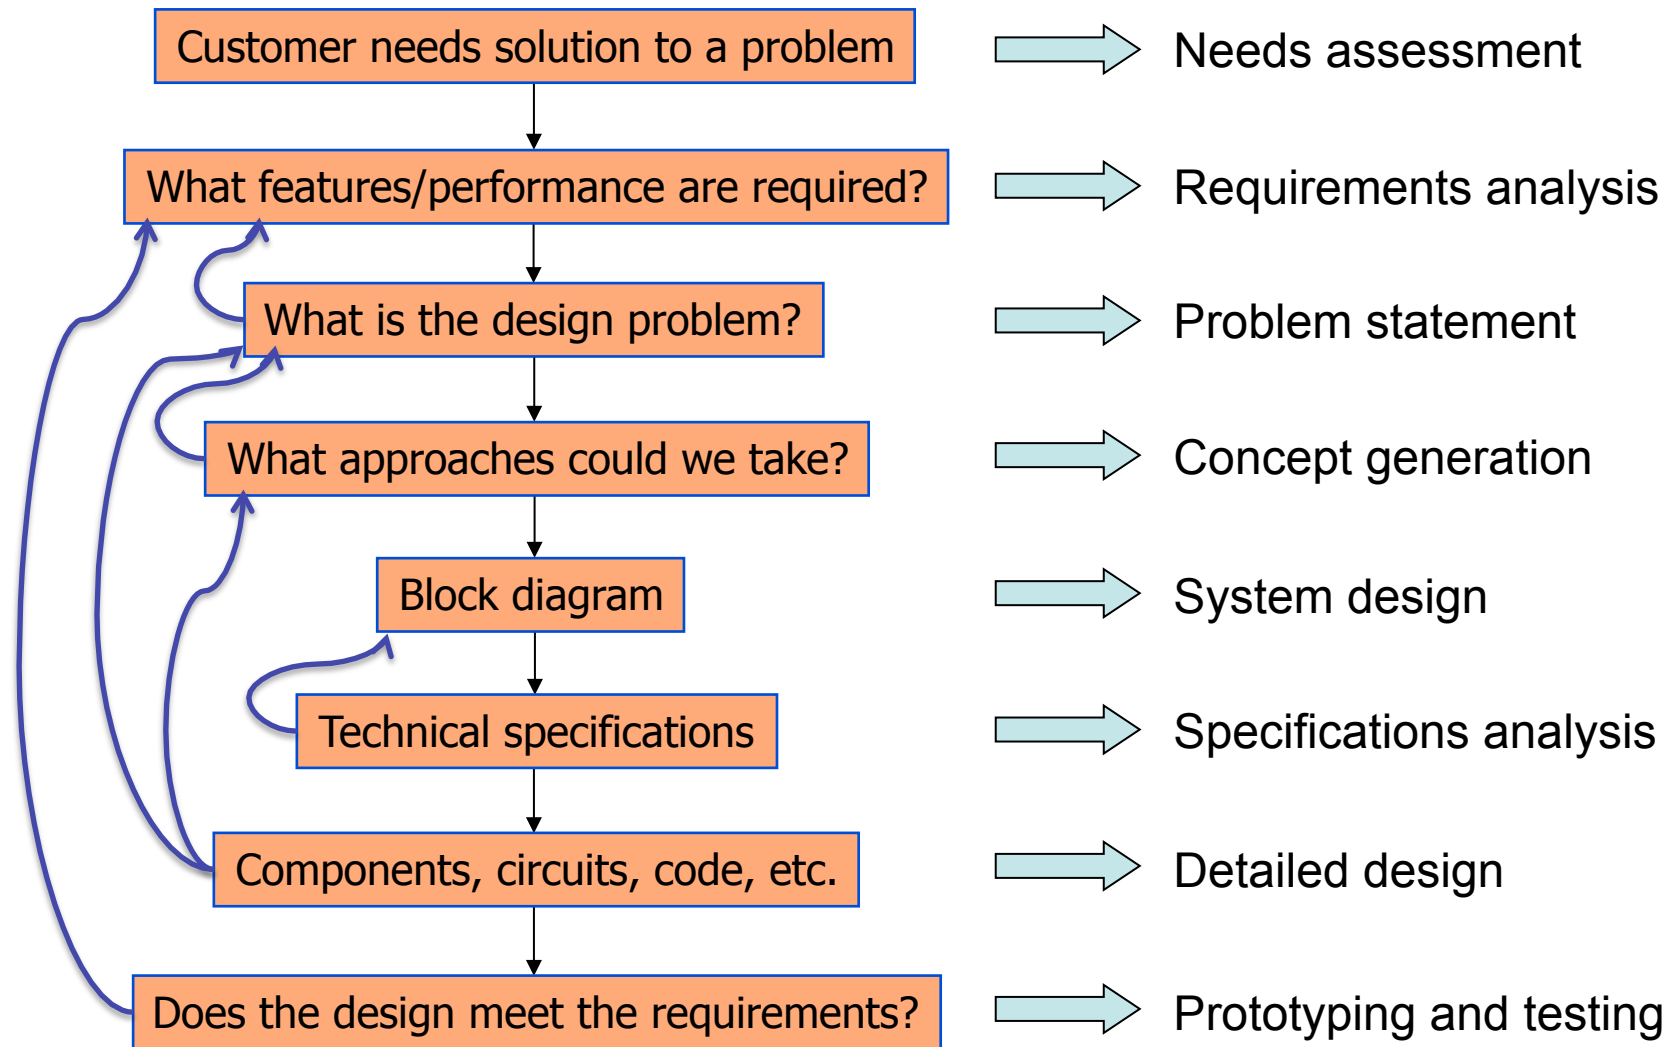 Customer needs solution to a problem
Needs assessment
What features/performance are required?
Requirements analysis
What is the design problem?
Problem statement
What approaches could we take?
Concept generation
Block diagram
System design
Technical specifications
Specifications analysis
Components, circuits, code, etc.
Detailed design
Does the design meet the requirements?
Prototyping and testing